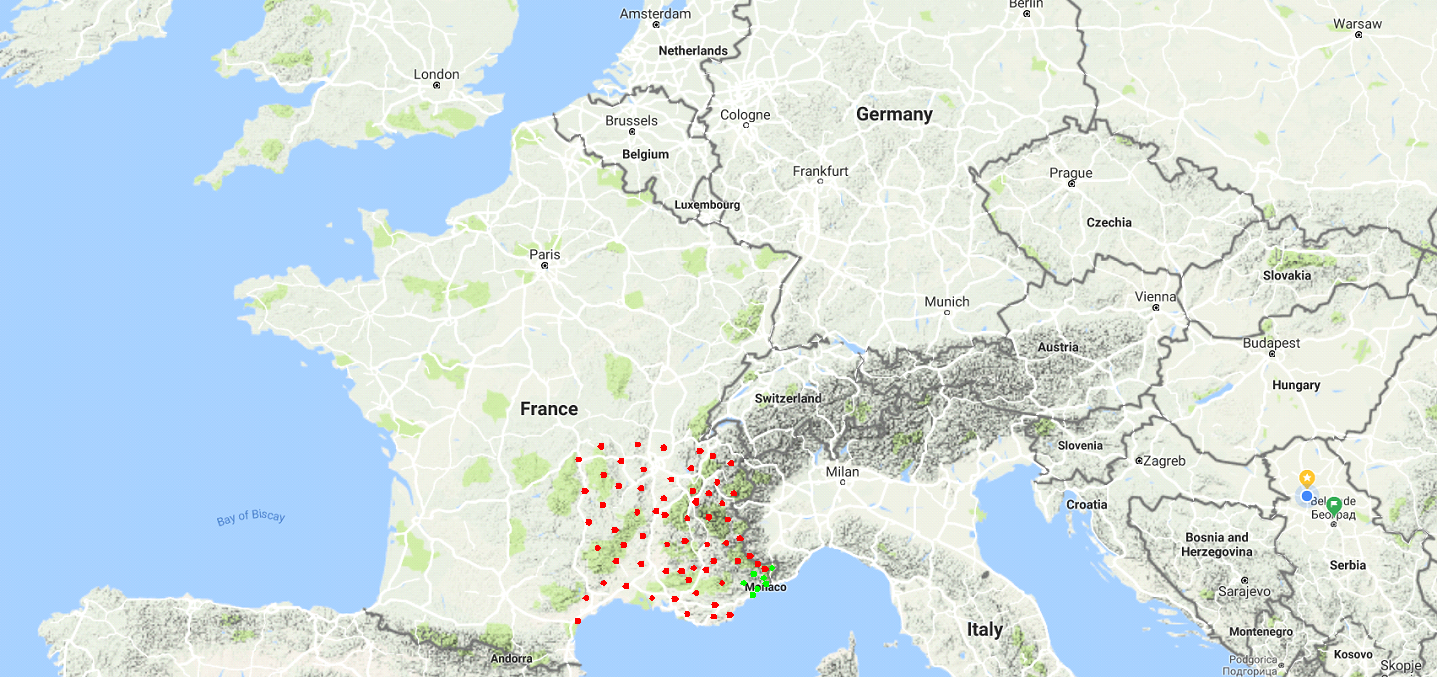 Berlin
Amsterdam
Warsaw
Netherlands
London
Cologne
Germany
Brussels
Belgium
Frankfurt
Prague
Luxembourg
Czechia
Paris
Slovakia
Munich
Vienna
Budapest
Austria
Hungary
Switzerland
France
Slovenia
Milan
Zagreb
Croatia
Београд
Bay of Biscay
Bosnia and
Herzegovina
Serbia
Monaco
Sarajevo
Italy
Montenegro
Andorra
Kosovo
Podgorica
Подгорица
Skopje